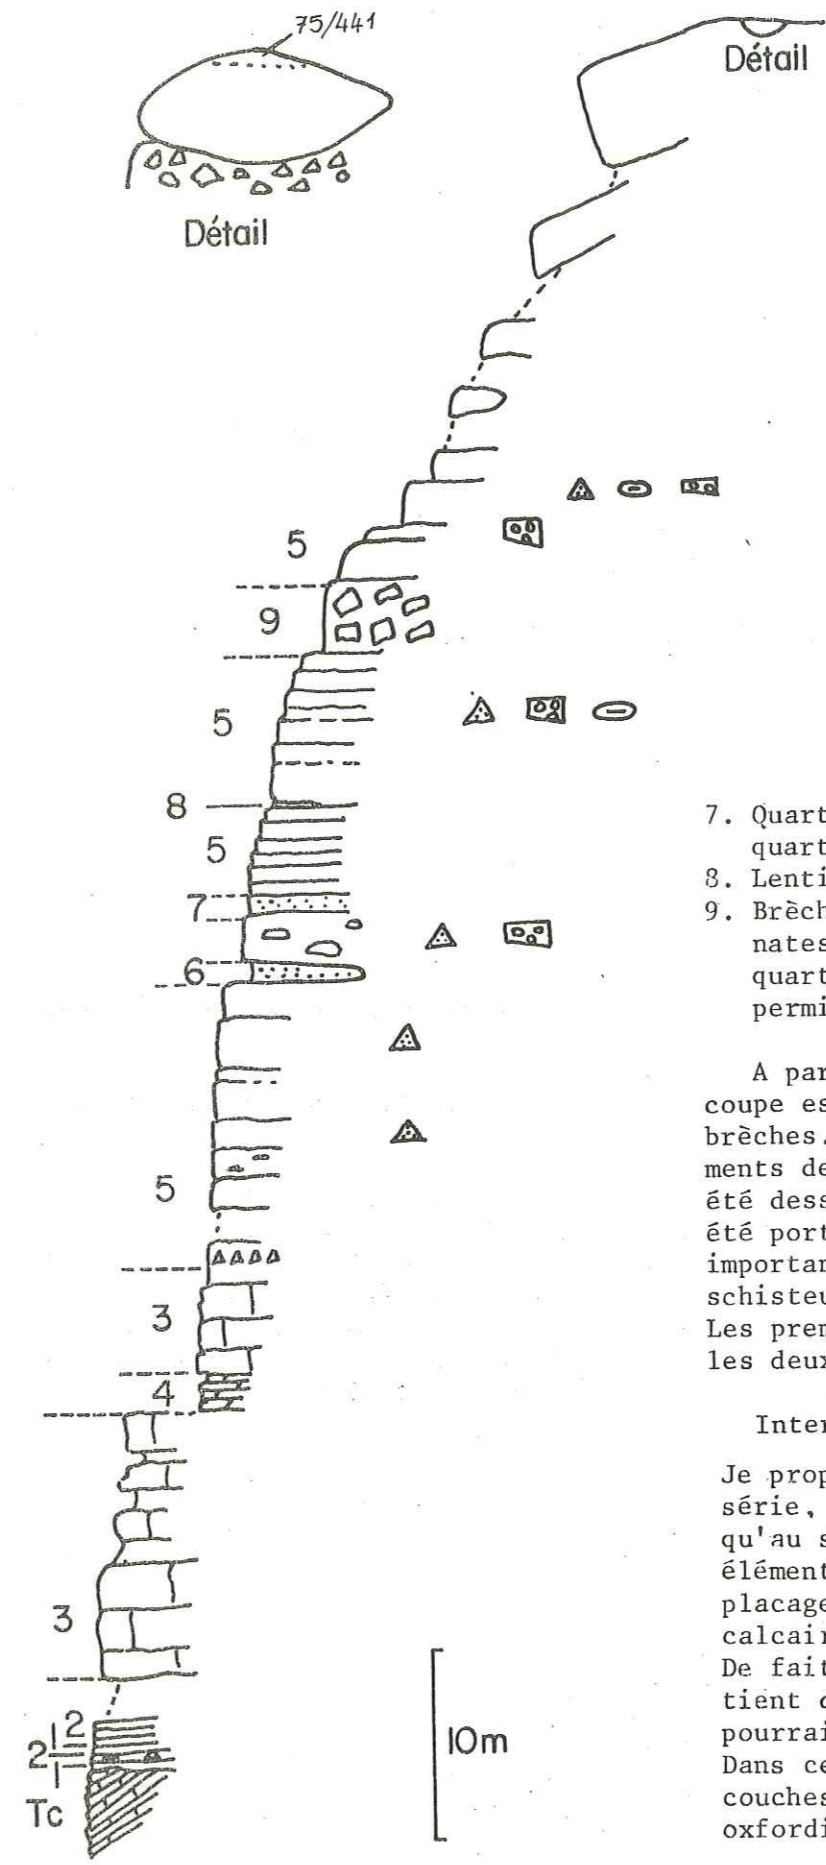 75/441
Détail
Détail
5
9
5
8
5
7
6
5
3
4
3
2
2
1
Tc
10m
7. Quart
quart
8. Lenti
9. Brèch
nates
quart
permi
A par
coupe es
brèches.
ments de
été dess
été port
importan
schisteu
Les prem
les deux
Inter
Je prop
série,
qu'au s
élément
placage
calcair
De fait
tient d
pourrai
Dans ce
couches
oxfordi